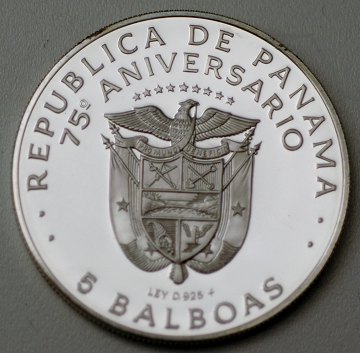 · REPUBLICA DE PANAMA ·
75º ANIVERSARIO
LEY 0.925
5 BALBOAS